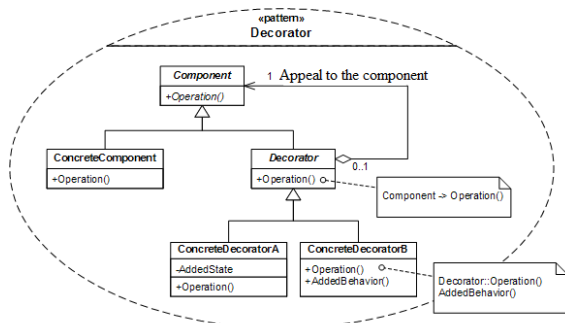 «pattern»
Decorator
Component
+Operation()
1 Appeal to the component
ConcreteComponent
+Operation()
Decorator
+Operation()
0..1
Component -> Operation()
ConcreteDecoratorA
-AddedState
+Operation()
ConcreteDecoratorB
+Operation()
+AddedBehavior()
Decorator::Operation()
AddedBehavior()